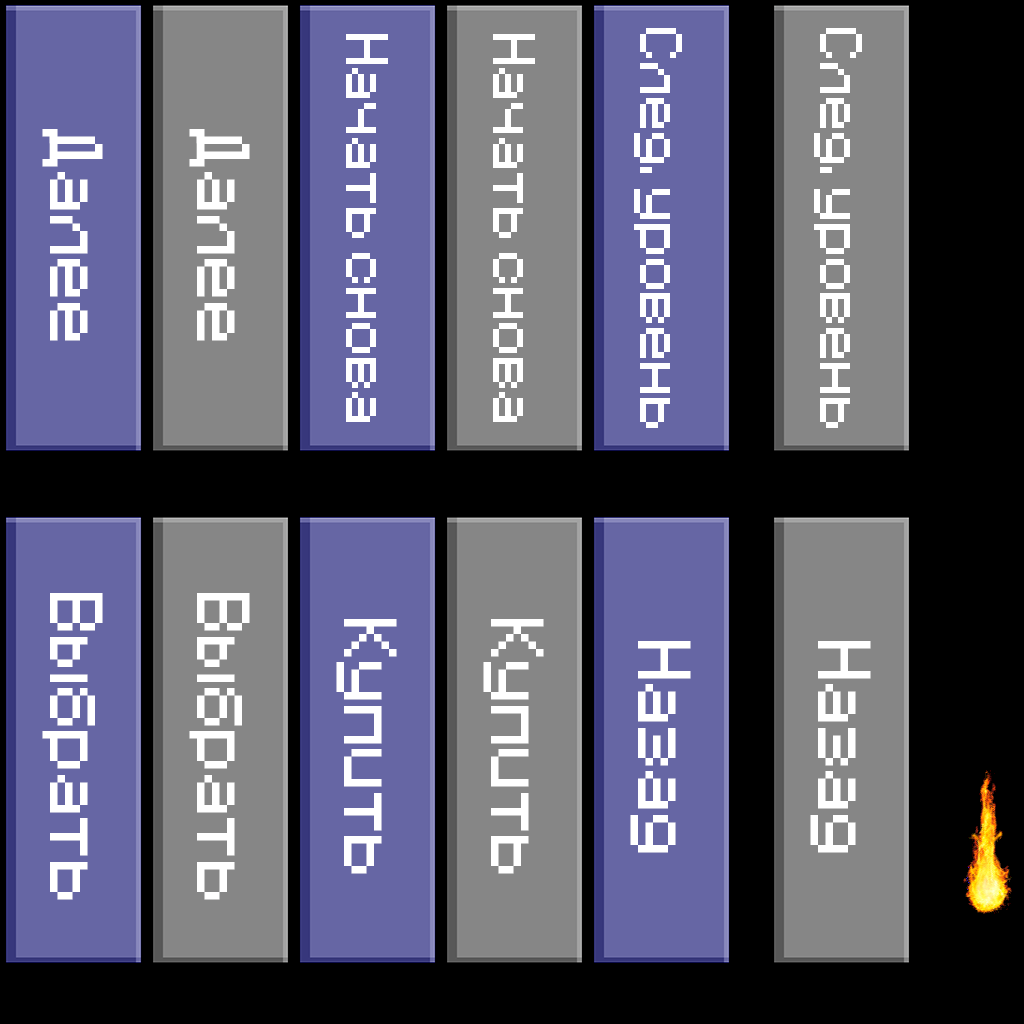 Далее
Далее
Начать снова
Начать снова
След. уровень
След. уровень
Выбрать
Выбрать
Купить
Купить
Назад
Назад